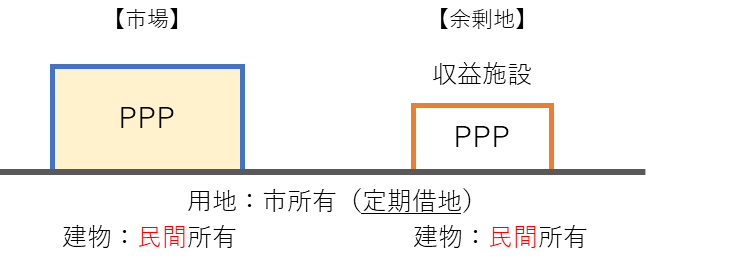 【市場】
【余剰地】
収益施設
PPP
PPP
用地：市所有（定期借地）
建物：民間所有
建物：民間所有